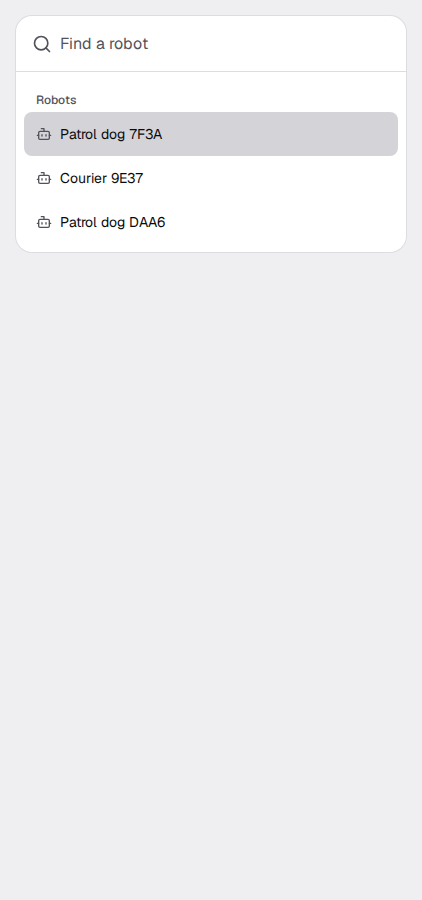 Find a robot
Robots
Patrol dog 7F3A
Courier 9E37
Patrol dog DAA6